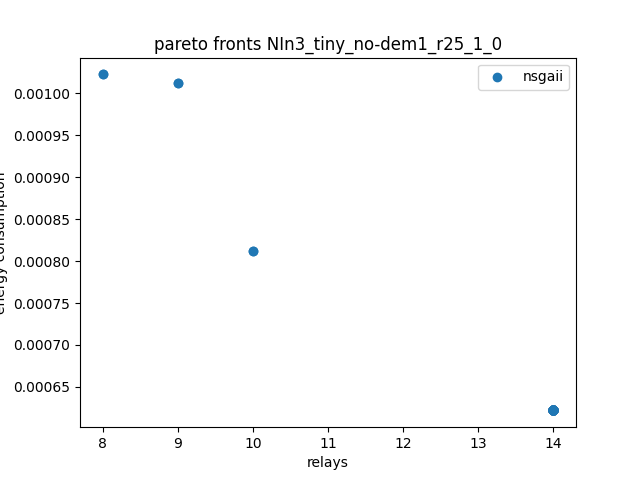 pareto fronts NIn3_tiny_no-dem1_r25_1_0
nsgaii
0.00100
0.00095
0.00090
0.00085
0.00080
0.00075
0.00070
0.00065
energy consumption
8 9 10 11 12 13 14
relays